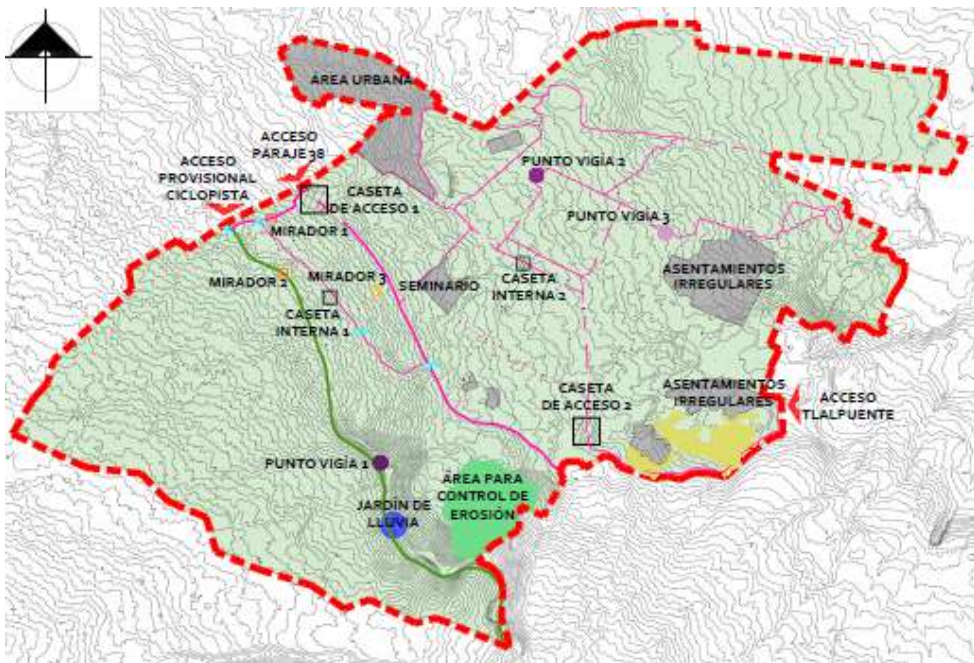 ÁREA URBANA
ACCESO
PARAJE 38
ACCESO
PROVISIONAL
CICLOPISTA
CASETA
DE ACCESO 1
MIRADOR 1
PUNTO VIGÍA 2
PUNTO VIGÍA 3
MIRADOR 2
MIRADOR 3
CASETA
INTERNA 1
SEMINARIO
CASETA
INTERNA 2
ASENTAMIENTOS
IRREGULARES
CASETA
DE ACCESO 2
ASENTAMIENTOS
IRREGULARES
ACCESO
TLALPUENTE
PUNTO VIGÍA 1
JARDÍN DE
LLUVIA
ÁREA PARA
CONTROL DE
EROSIÓN